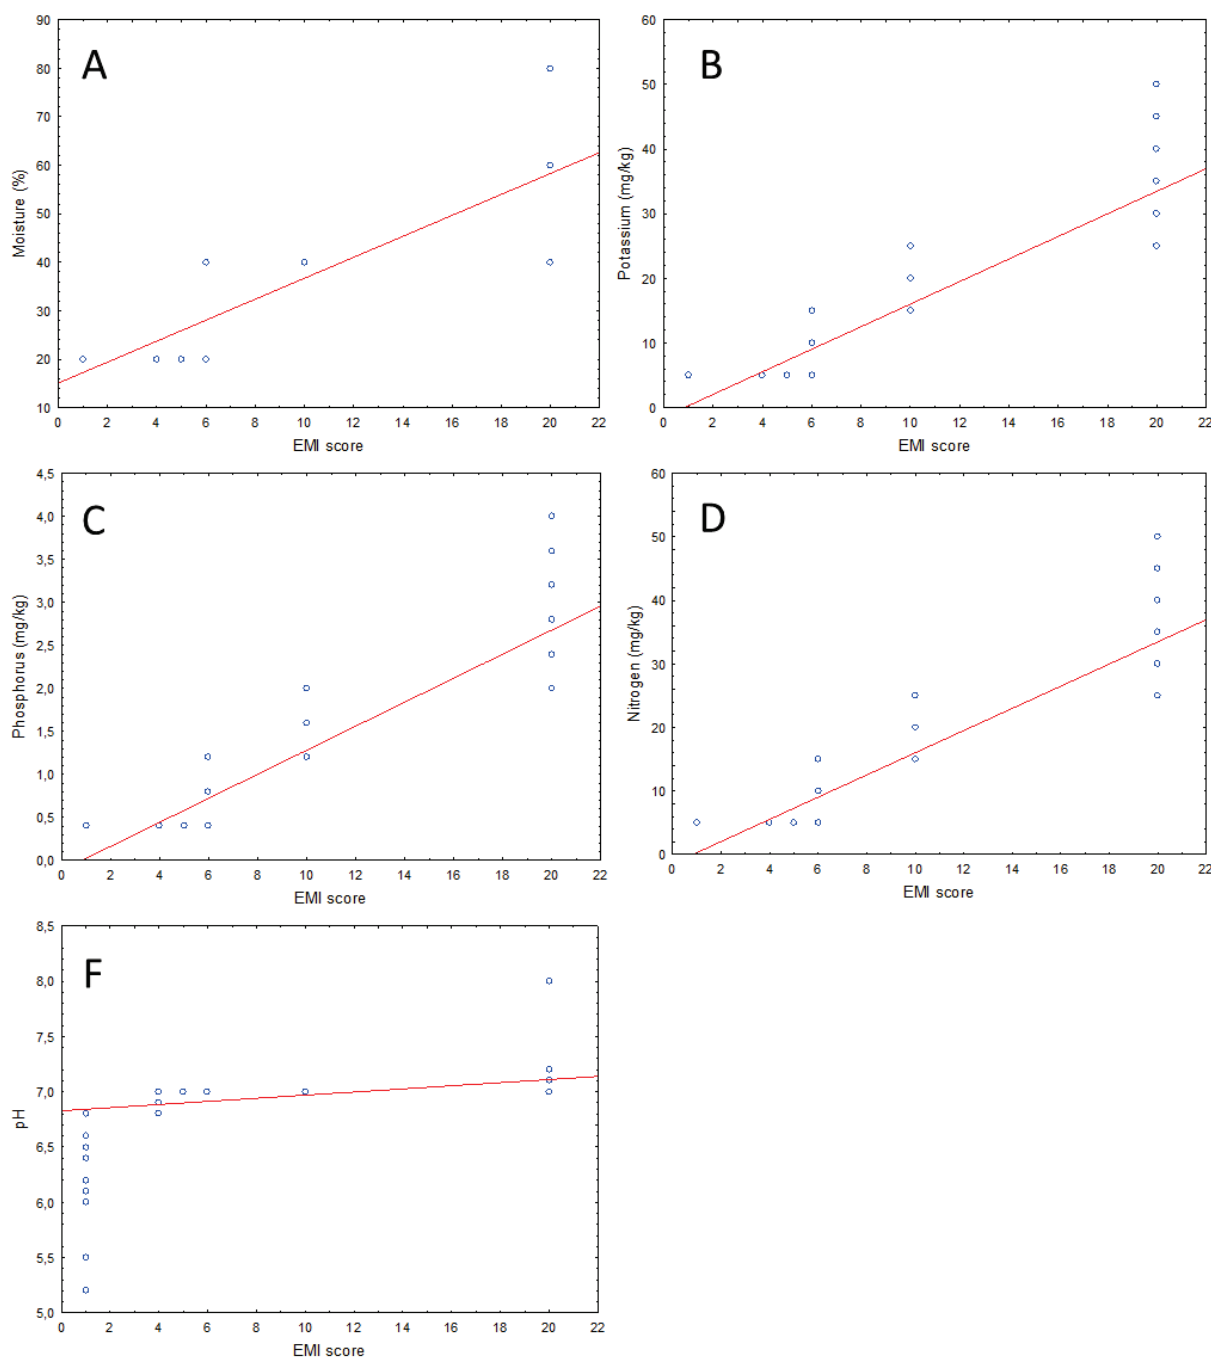 A
Moisture (%)
90
80
70
60
50
40
30
20
10
0 2 4 6 8 10 12 14 16 18 20 22
EMI score
B
Potassium (mg/kg)
60
50
40
30
20
10
0
0 2 4 6 8 10 12 14 16 18 20 22
EMI score
C
Phosphorus (mg/kg)
4,5
4,0
3,5
3,0
2,5
2,0
1,5
1,0
0,5
0,0
0 2 4 6 8 10 12 14 16 18 20 22
EMI score
D
Nitrogen (mg/kg)
60
50
40
30
20
10
0
0 2 4 6 8 10 12 14 16 18 20 22
EMI score
F
pH
8,5
8,0
7,5
7,0
6,5
6,0
5,5
5,0
0 2 4 6 8 10 12 14 16 18 20 22
EMI score